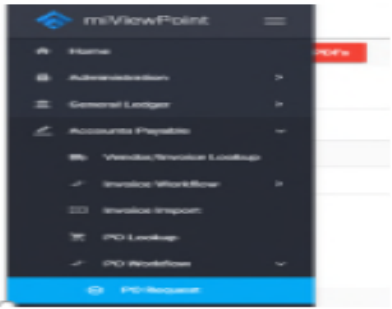 miViewPoint
Home
PDFs
Administration
General Ledger
Accounts Payable
Vendor/Invoice Lookup
Invoice Workflow
Invoice Import
PO Lookup
PO Workflow
PO Request